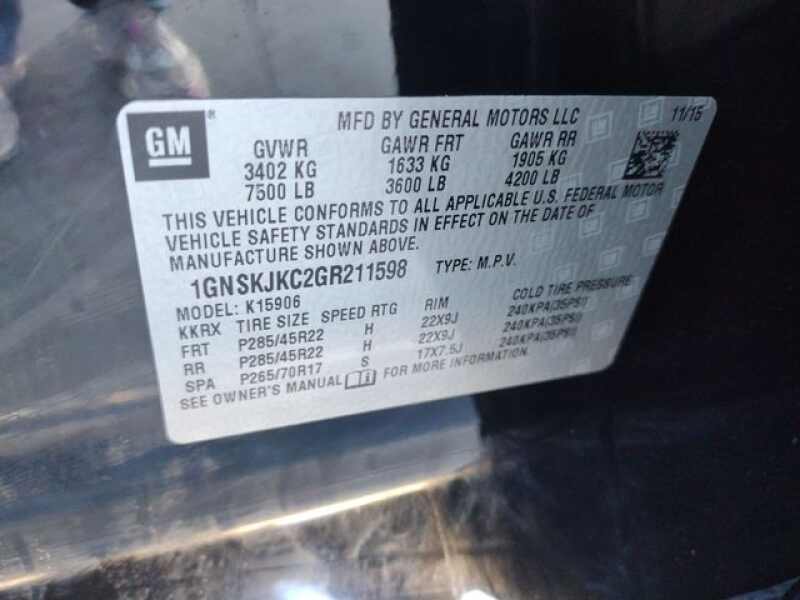 GM®
MFD BY GENERAL MOTORS LLC 11/15
GVWR GAWR FRT GAWR RR
3402 KG 1633 KG 1905 KG
7500 LB 3600 LB 4200 LB
THIS VEHICLE CONFORMS TO ALL APPLICABLE U.S. FEDERAL MOTOR
VEHICLE SAFETY STANDARDS IN EFFECT ON THE DATE OF
MANUFACTURE SHOWN ABOVE.
1GNSKJKC2GR211598 TYPE: M.P.V.
MODEL: K15906
KKRX TIRE SIZE SPEED RTG RIM COLD TIRE PRESSURE
FRT P285/45R22 H 22X9J 240KPA(35PSI)
RR P285/45R22 H 22X9J 240KPA(35PSI)
SPA P265/70R17 S 17X7.5J 240KPA(35PSI)
SEE OWNER'S MANUAL FOR MORE INFORMATION.